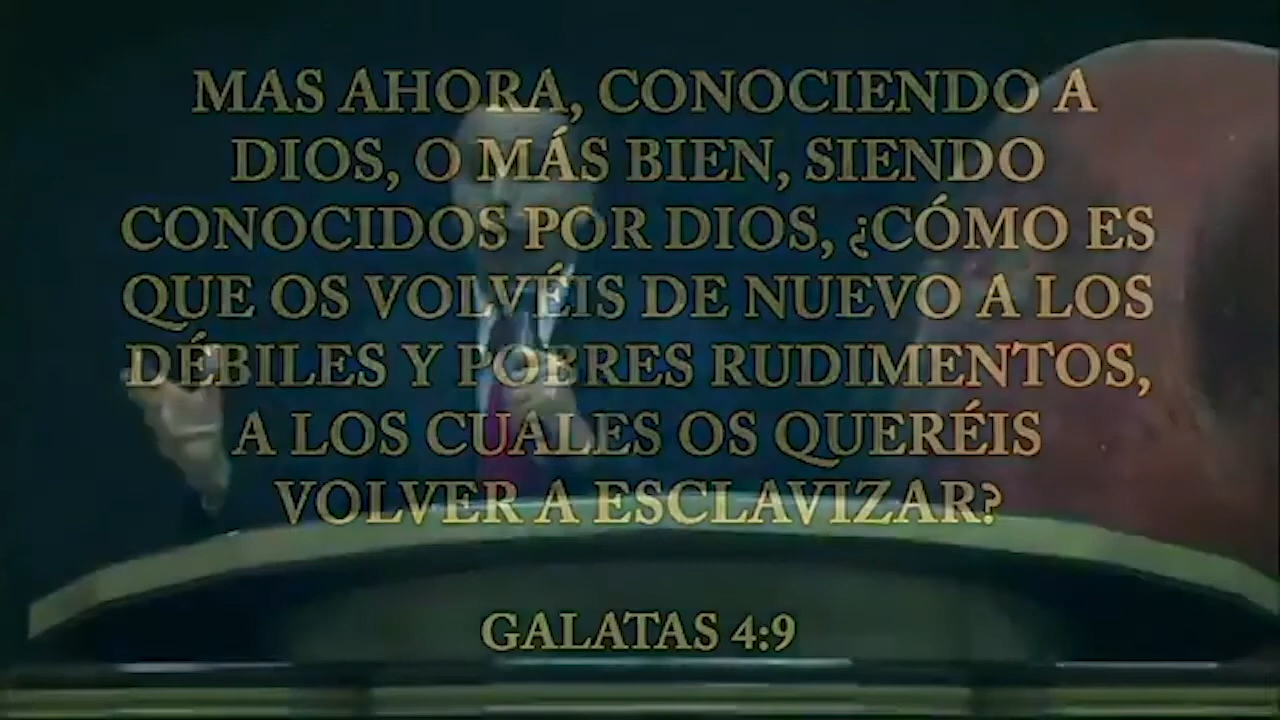 MAS AHORA, CONOCIENDO A
DIOS, O MÁS BIEN, SIENDO
CONOCIDOS POR DIOS, ¿CÓMO ES
QUE OS VOLVÉIS DE NUEVO A LOS
DÉBILES Y POBRES RUDIMENTOS,
A LOS CUALES OS QUERÉIS
VOLVER A ESCLAVIZAR?
GALATAS 4:9